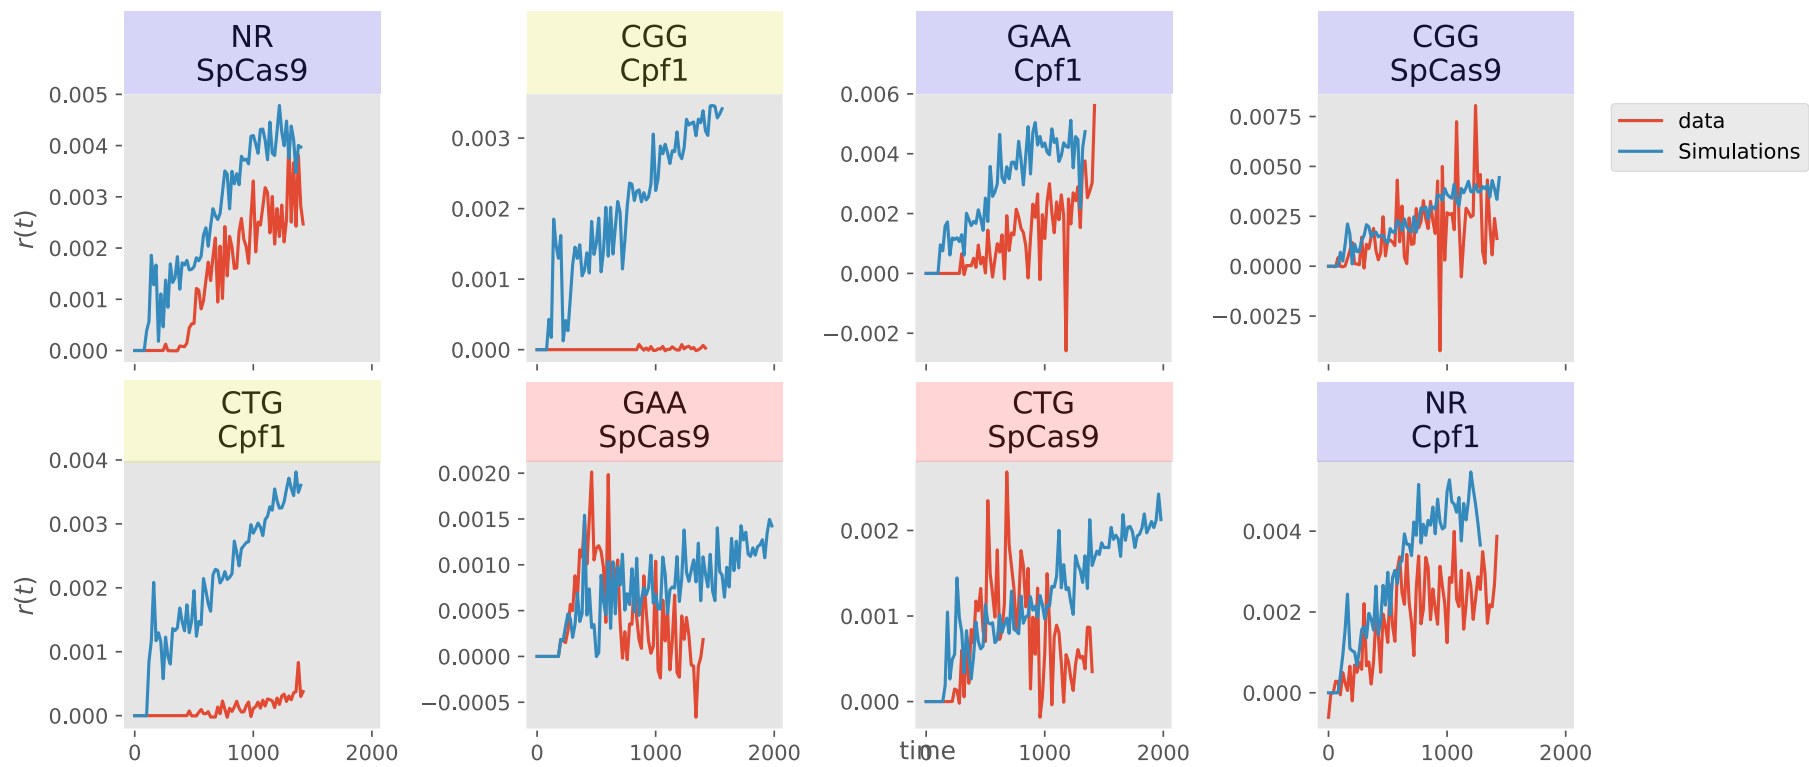 NR
SpCas9
CGG
Cpf1
GAA
Cpf1
CGG
SpCas9
data
Simulations
r(t)
0.005
0.004
0.003
0.002
0.001
0.000
0.003
0.002
0.001
0.000
0.006
0.004
0.002
0.000
−0.002
0.0075
0.0050
0.0025
0.0000
−0.0025
CTG
Cpf1
GAA
SpCas9
CTG
SpCas9
NR
Cpf1
r(t)
0.004
0.003
0.002
0.001
0.000
0.0020
0.0015
0.0010
0.0005
0.0000
−0.0005
0.002
0.001
0.000
0.004
0.002
0.000
0 1000 2000
0 1000 2000
0 1000 2000
0 1000 2000
time